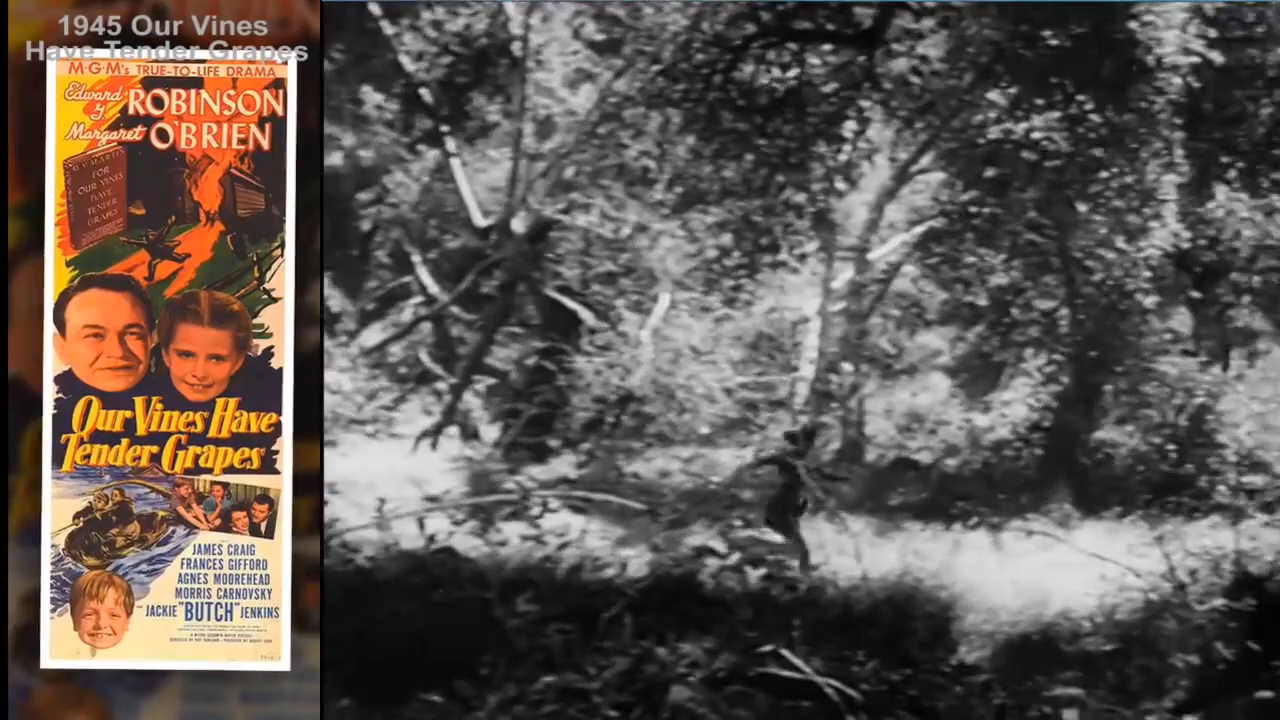 1945 Our Vines
Have Tender Grapes
M-G-M's TRUE-TO-LIFE DRAMA
Edward G. ROBINSON
Margaret O'BRIEN
FOR
OUR VINES
HAVE
TENDER
GRAPES
Our Vines Have
Tender Grapes
JAMES CRAIG
FRANCES GIFFORD
AGNES MOOREHEAD
MORRIS CARNOVSKY
JACKIE "BUTCH" JENKINS